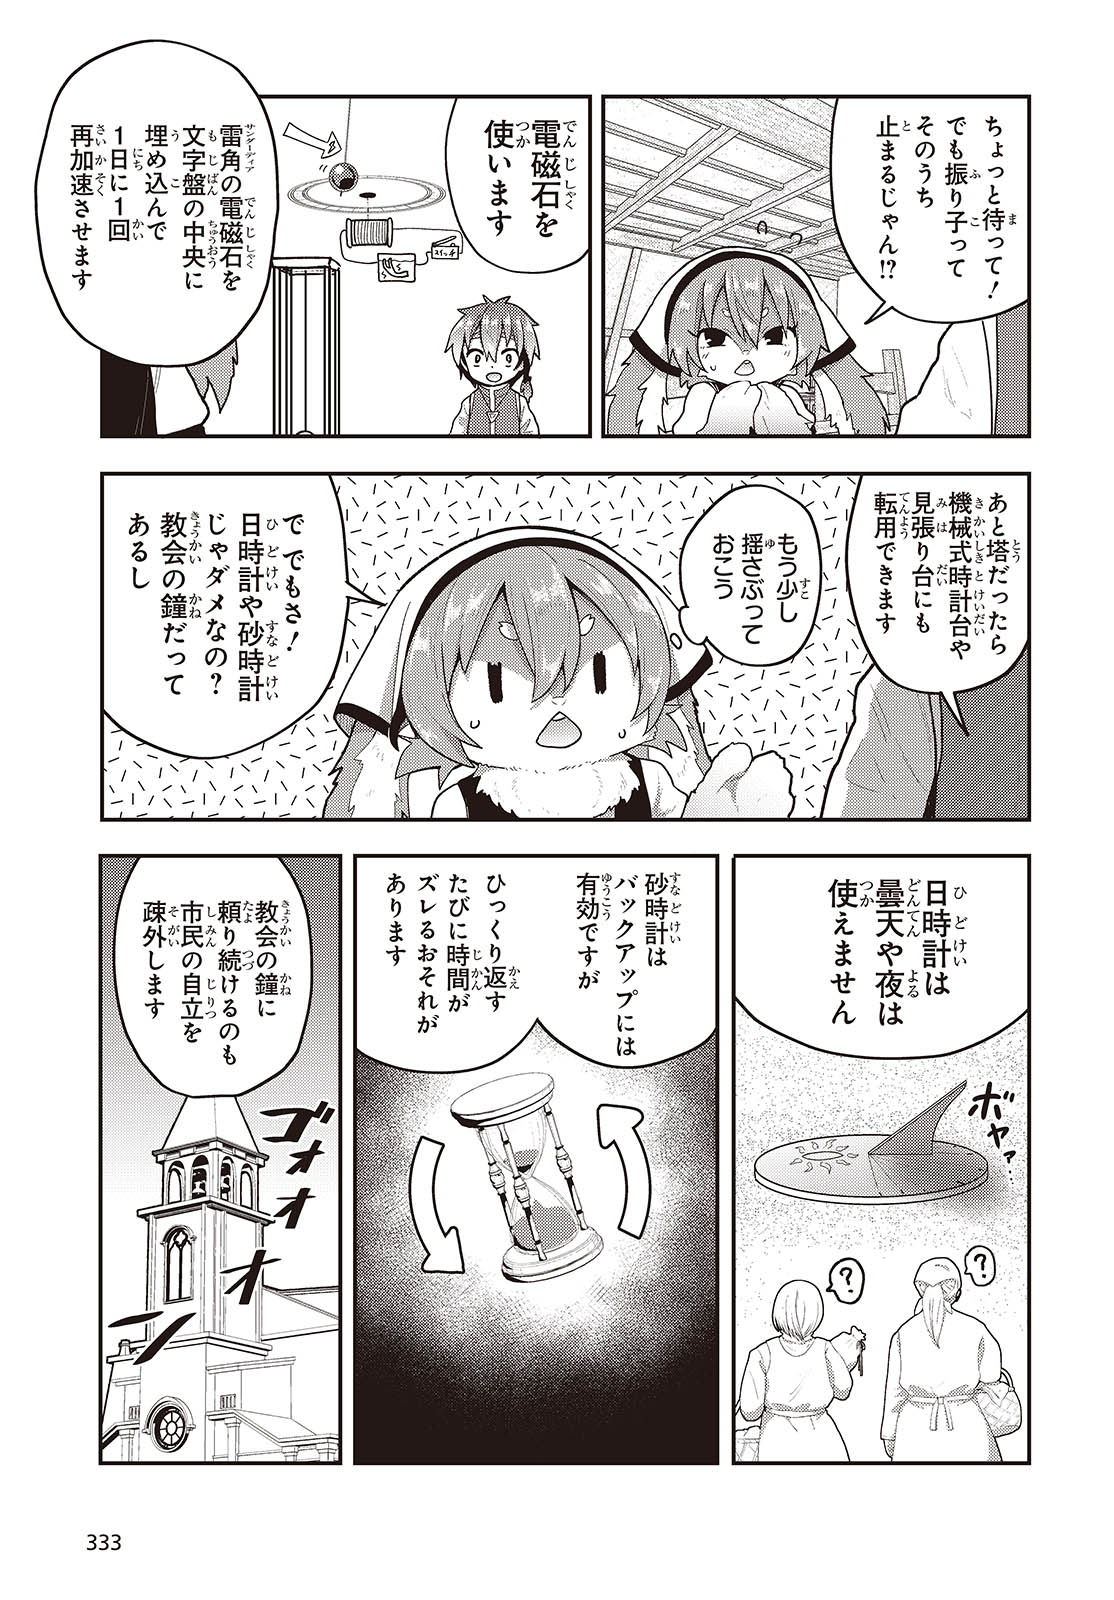 ちょっと待って！
でも振り子って
そのうち
止まるじゃん!?
電磁石を
使います
雷角の電磁石を
文字盤の中央に
埋め込んで
1日に1回
再加速させます
スイッチ
あと塔だったら
機械式時計台や
見張り台にも
転用できます
もう少し
揺さぶって
おこう
で でもさ！
日時計や砂時計
じゃダメなの？
教会の鐘だって
あるし
日時計は
曇天や夜は
使えません
ボヤァ…
?
?
砂時計は
バックアップには
有効ですが
ひっくり返す
たびに時間が
ズレるおそれが
あります
教会の鐘に
頼り続けるのも
市民の自立を
疎外します
ゴォオオン
333